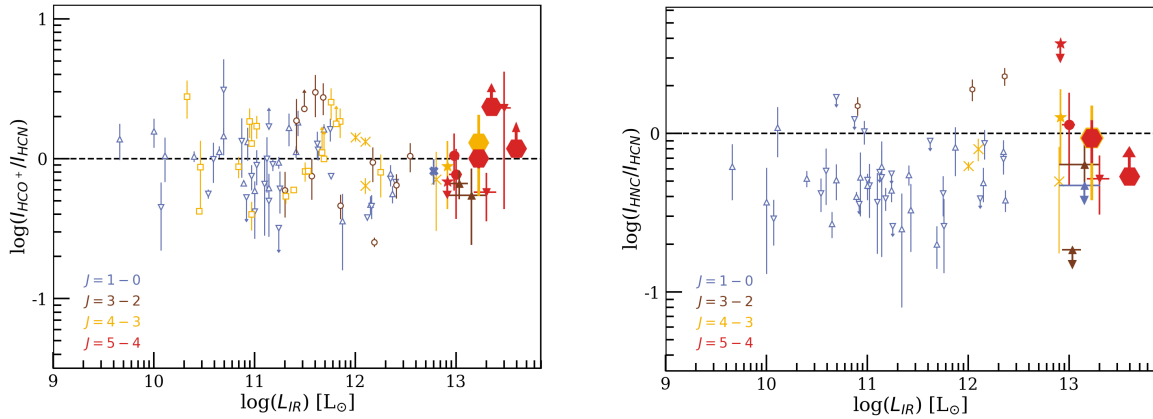 1
0
-1
log(I_HCO⁺/I_HCN)
J = 1 − 0
J = 3 − 2
J = 4 − 3
J = 5 − 4
9 10 11 12 13
log(L_IR) [L⊙]
0
-1
log(I_HNC/I_HCN)
J = 1 − 0
J = 3 − 2
J = 4 − 3
J = 5 − 4
9 10 11 12 13
log(L_IR) [L⊙]